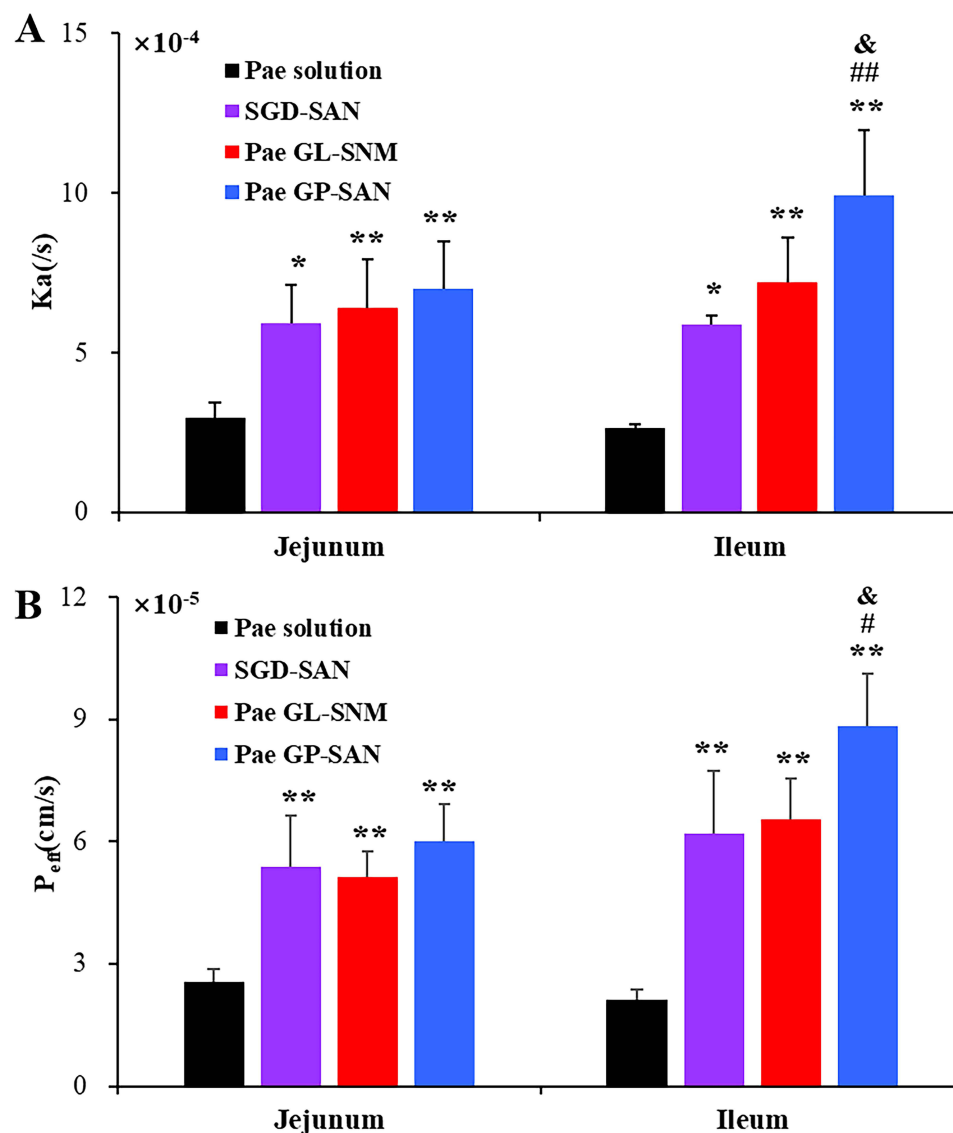 A
×10⁻⁴
15
10
5
0
Ka(/s)
Pae solution
SGD-SAN
Pae GL-SNM
Pae GP-SAN
*
**
**
*
**
&
##
**
Jejunum
Ileum
B
×10⁻⁵
12
9
6
3
0
Peff(cm/s)
Pae solution
SGD-SAN
Pae GL-SNM
Pae GP-SAN
**
**
**
**
**
&
#
**
Jejunum
Ileum